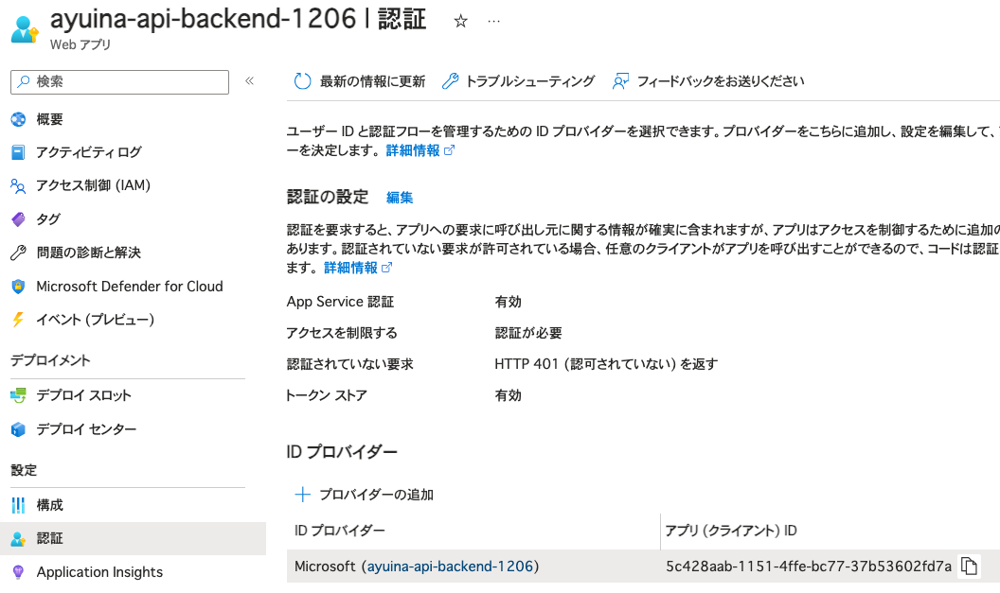 ayuina-api-backend-1206 | 認証 ☆ …
Web アプリ
検索 «
概要
アクティビティ ログ
アクセス制御 (IAM)
タグ
問題の診断と解決
Microsoft Defender for Cloud
イベント (プレビュー)
デプロイメント
デプロイ スロット
デプロイ センター
設定
構成
認証
Application Insights
最新の情報に更新 トラブルシューティング フィードバックをお送りください
ユーザー ID と認証フローを管理するための ID プロバイダーを選択できます。プロバイダーをこちらに追加し、設定を編集して、
ーを決定します。 詳細情報
認証の設定 編集
認証を要求すると、アプリへの要求に呼び出し元に関する情報が確実に含まれますが、アプリはアクセスを制御するために追加の
あります。認証されていない要求が許可されている場合、任意のクライアントがアプリを呼び出すことができるので、コードは認証
ます。 詳細情報
App Service 認証 有効
アクセスを制限する 認証が必要
認証されていない要求 HTTP 401 (認可されていない) を返す
トークン ストア 有効
ID プロバイダー
プロバイダーの追加
ID プロバイダー アプリ (クライアント) ID
Microsoft (ayuina-api-backend-1206) 5c428aab-1151-4ffe-bc77-37b53602fd7a